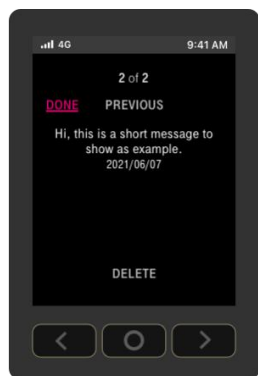 4G 9:41 AM
2 of 2
DONE PREVIOUS
Hi, this is a short message to
show as example.
2021/06/07
DELETE